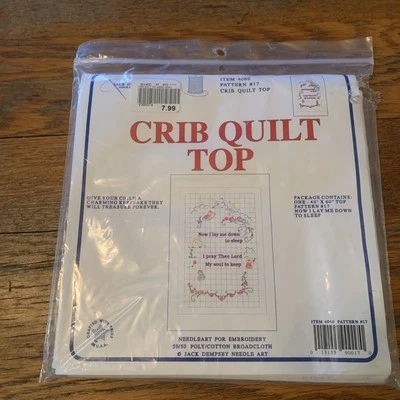 ITEM 4060
PATTERN #17
CRIB QUILT TOP
7.99
CRIB QUILT
TOP
GIVE YOUR CHILD A
CHARMING KEEPSAKE THEY
WILL TREASURE FOREVER.
PACKAGE CONTAINS:
ONE - 40" X 60" TOP
PATTERN #17
NOW I LAY ME DOWN
TO SLEEP
Now I lay me down
to sleep
I pray Thee Lord
My soul to keep
NEEDLEART FOR EMBROIDERY
50/50 POLY/COTTON BROADCLOTH
© JACK DEMPSEY NEEDLE ART
ITEM 4060 PATTERN #17